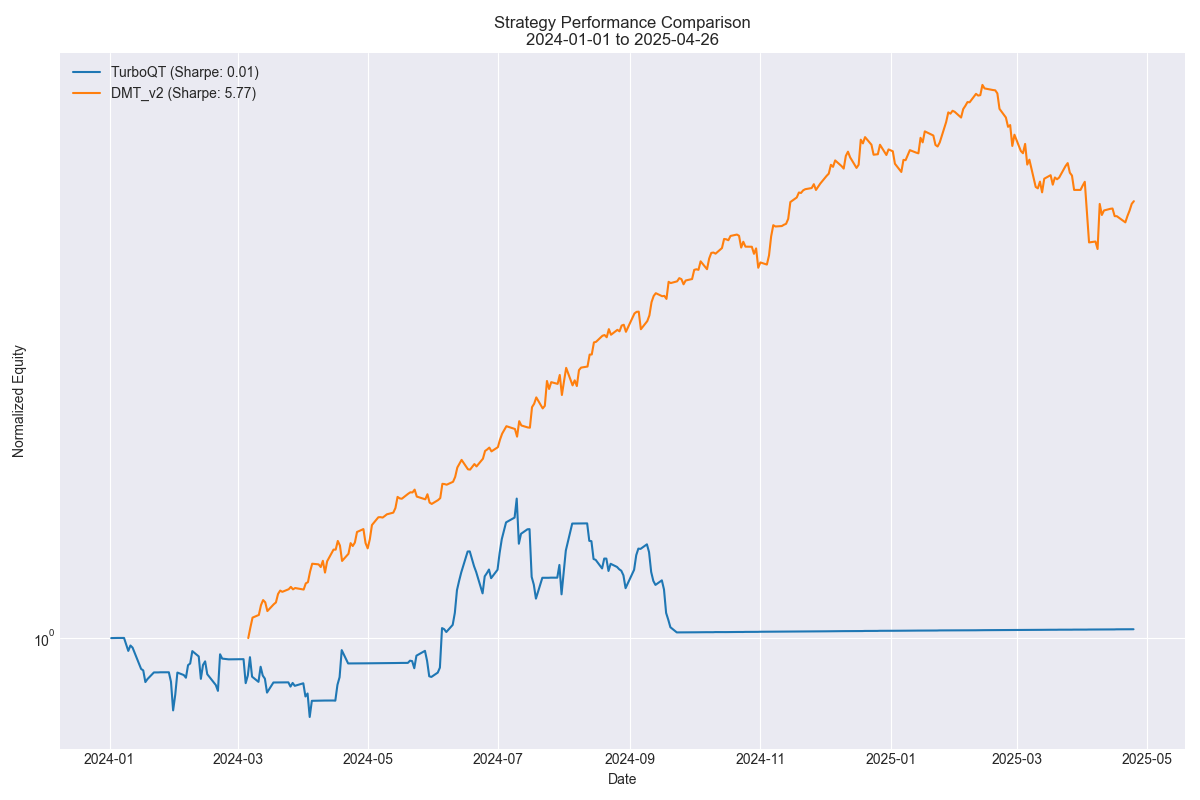 Strategy Performance Comparison
2024-01-01 to 2025-04-26
TurboQT (Sharpe: 0.01)
DMT_v2 (Sharpe: 5.77)
Normalized Equity
10⁰
2024-01 2024-03 2024-05 2024-07 2024-09 2024-11 2025-01 2025-03 2025-05
Date